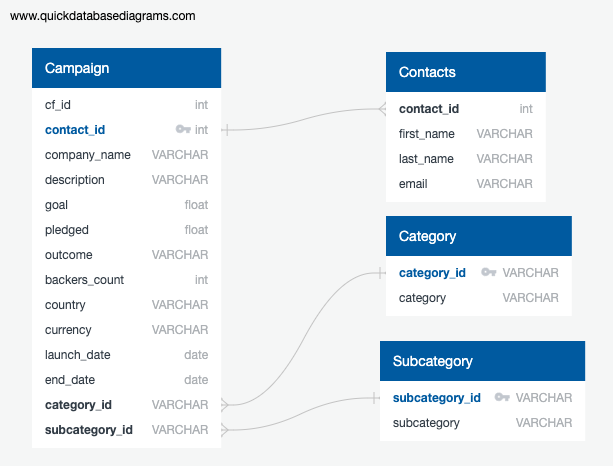 www.quickdatabasediagrams.com
Campaign
cf_id int
contact_id int
company_name VARCHAR
description VARCHAR
goal float
pledged float
outcome VARCHAR
backers_count int
country VARCHAR
currency VARCHAR
launch_date date
end_date date
category_id VARCHAR
subcategory_id VARCHAR
Contacts
contact_id int
first_name VARCHAR
last_name VARCHAR
email VARCHAR
Category
category_id VARCHAR
category VARCHAR
Subcategory
subcategory_id VARCHAR
subcategory VARCHAR